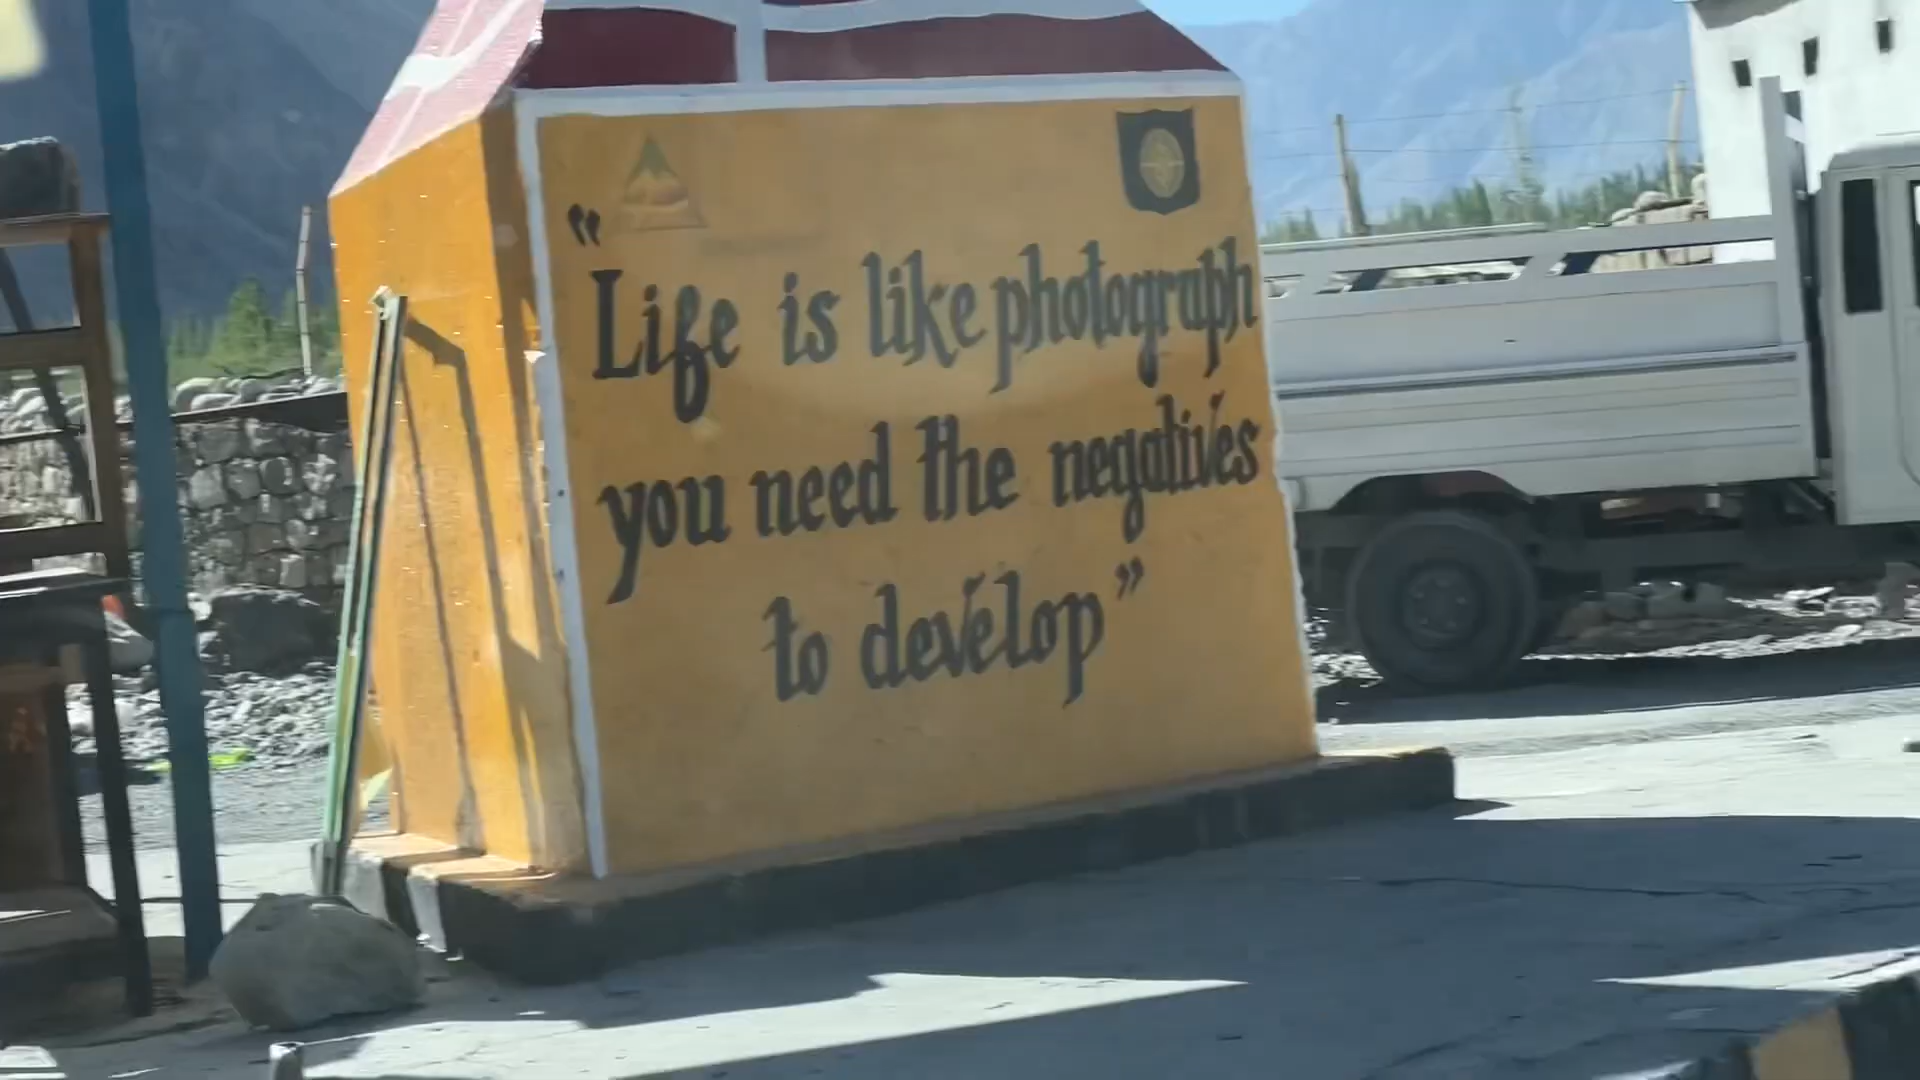 “Life is like photograph
you need the negatives
to develop”